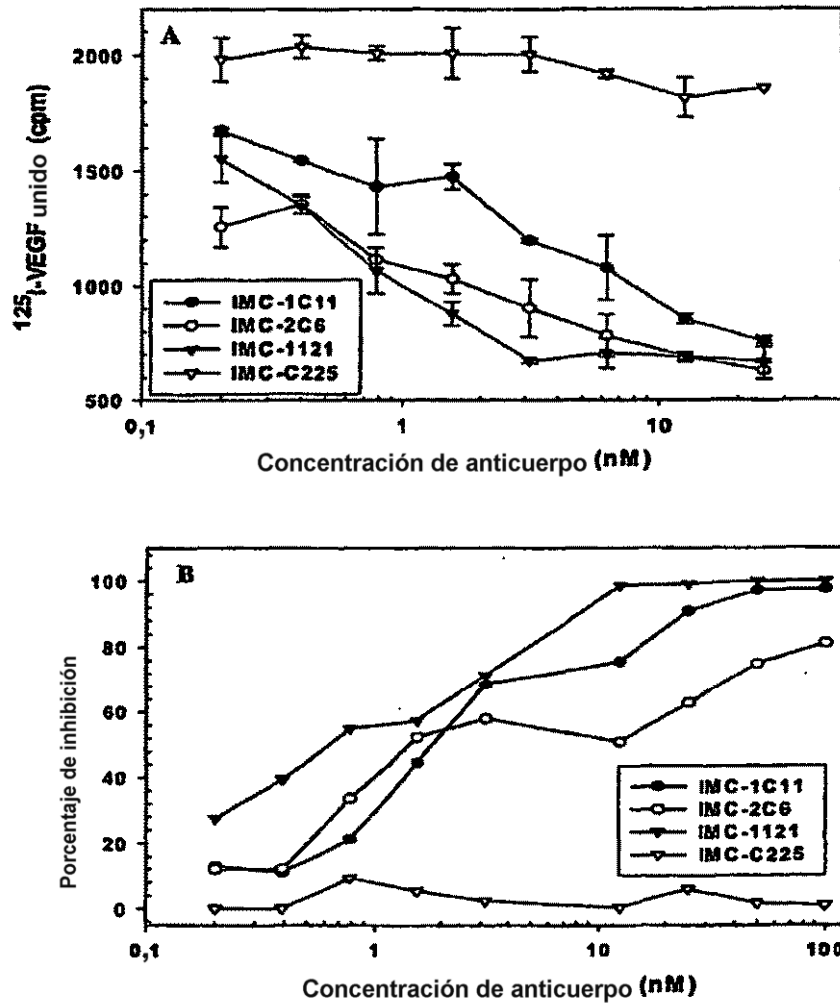 A
2000
1500
1000
500
125I-VEGF unido (cpm)
IMC-1C11
IMC-2C6
IMC-1121
IMC-C225
0,1
1
10
Concentración de anticuerpo (nM)
B
100
80
60
40
20
0
Porcentaje de inhibición
IMC-1C11
IMC-2C6
IMC-1121
IMC-C225
0,1
1
10
100
Concentración de anticuerpo (nM)